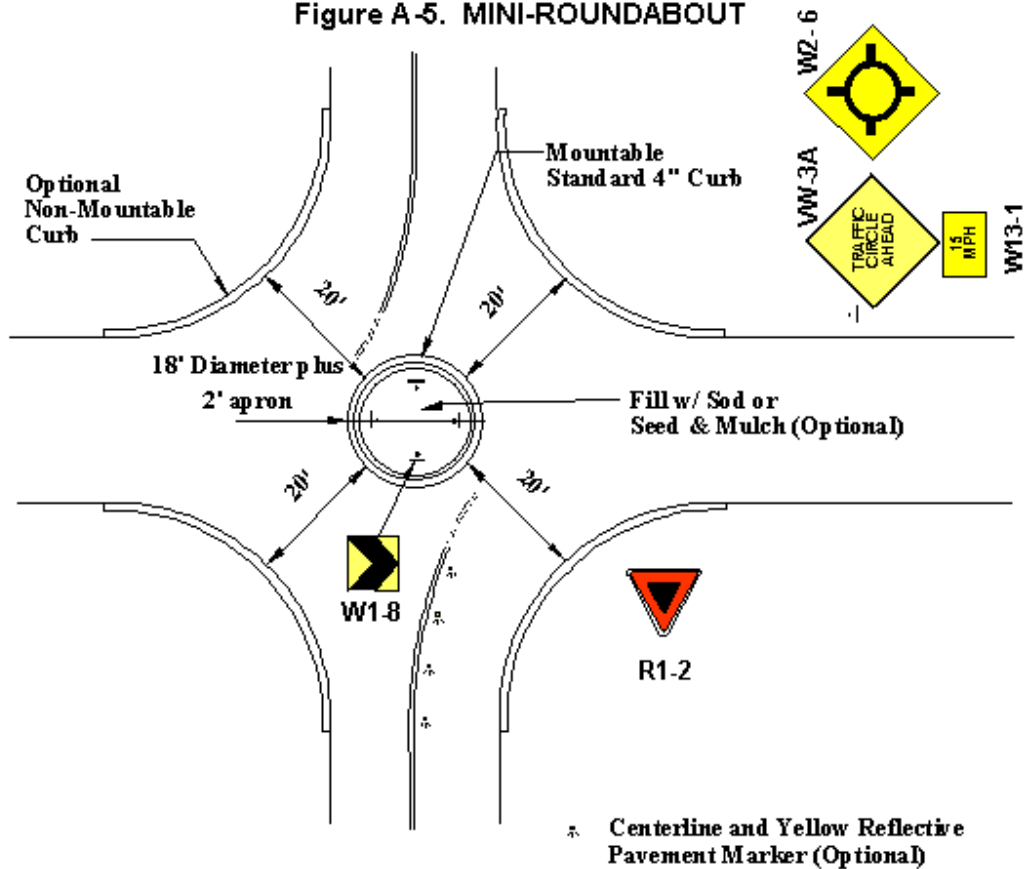 Figure A-5. MINI-ROUNDABOUT
W2-6
Mountable
Standard 4" Curb
Optional
Non-Mountable
Curb
VW-3A
TRAFFIC
CIRCLE
AHEAD
15
MPH
W13-1
20'
20'
18' Diameter plus
2' apron
Fill w/ Sod or
Seed & Mulch (Optional)
20'
20'
W1-8
R1-2
Centerline and Yellow Reflective
Pavement Marker (Optional)